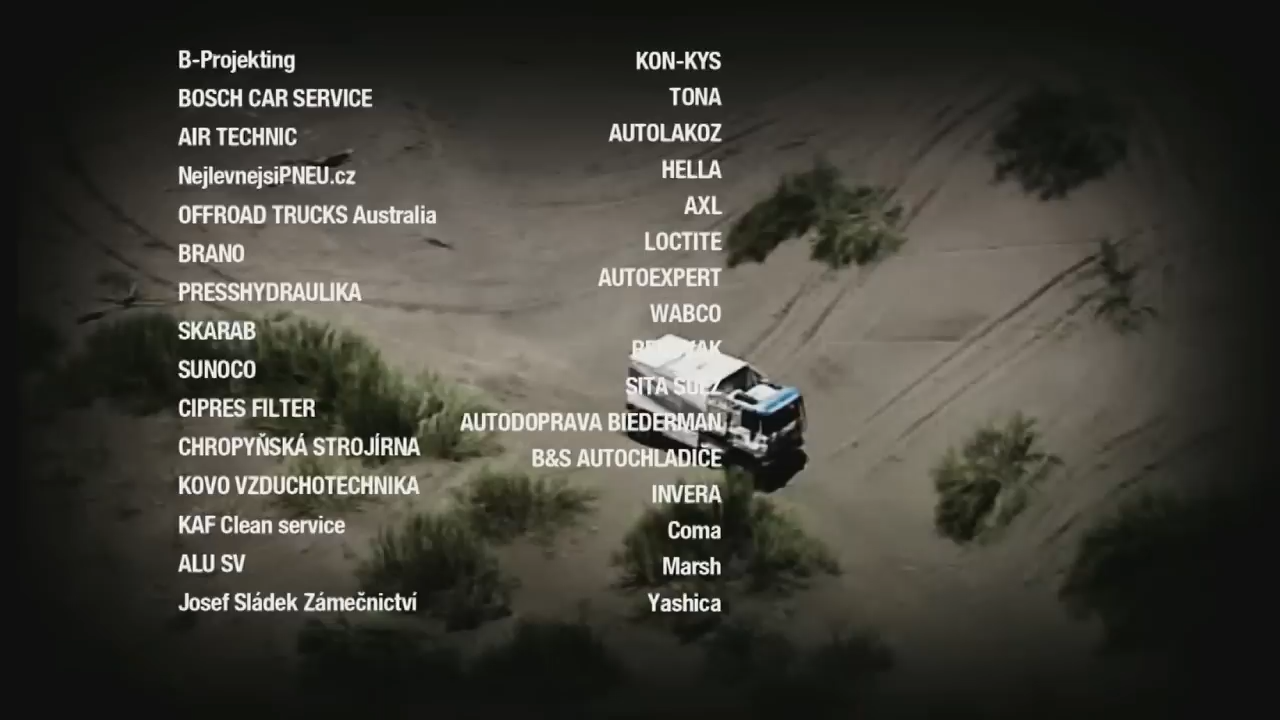 B-Projekting
BOSCH CAR SERVICE
AIR TECHNIC
NejlevnejsiPNEU.cz
OFFROAD TRUCKS Australia
BRANO
PRESSHYDRAULIKA
SKARAB
SUNOCO
CIPRES FILTER
CHROPYŇSKÁ STROJÍRNA
KOVO VZDUCHOTECHNIKA
KAF Clean service
ALU SV
Josef Sládek Zámečnictví
KON-KYS
TONA
AUTOLAKOZ
HELLA
AXL
LOCTITE
AUTOEXPERT
WABCO
SITA SUEZ
AUTODOPRAVA BIEDERMAN
B&S AUTOCHLADIČE
INVERA
Coma
Marsh
Yashica